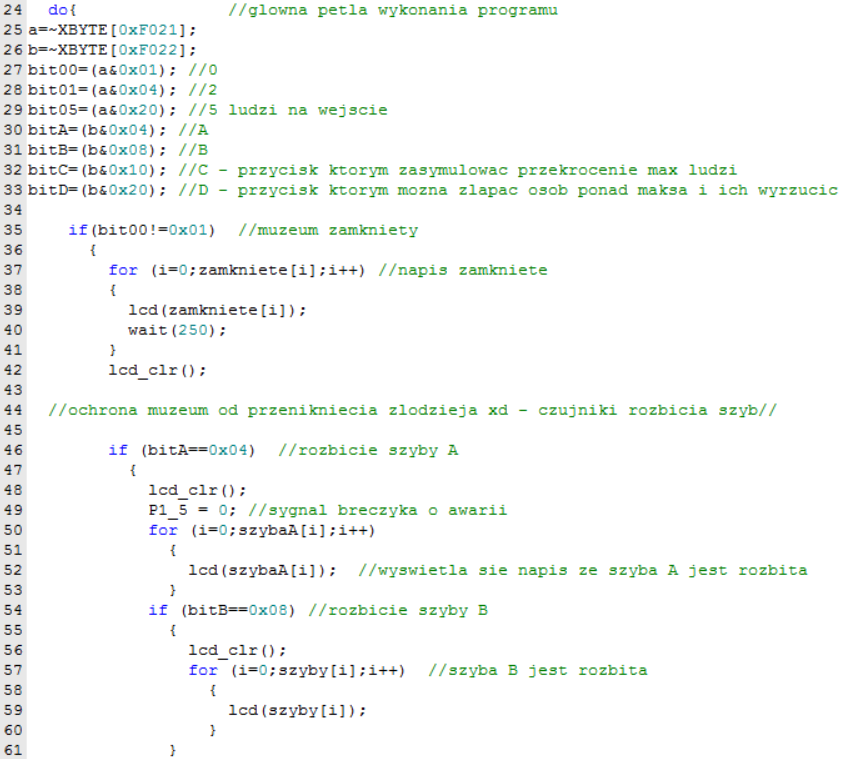 24   do{               //glowna petla wykonania programu
25 a=~XBYTE[0xF021];
26 b=~XBYTE[0xF022];
27 bit00=(a&0x01); //0
28 bit01=(a&0x04); //2
29 bit05=(a&0x20); //5 ludzi na wejscie
30 bitA=(b&0x04); //A
31 bitB=(b&0x08); //B
32 bitC=(b&0x10); //C - przycisk ktorym zasymulowac przekrocenie max ludzi
33 bitD=(b&0x20); //D - przycisk ktorym mozna zlapac osob ponad maksa i ich wyrzucic
34
35     if(bit00!=0x01)  //muzeum zamkniety
36       {
37         for (i=0;zamkniete[i];i++) //napis zamkniete
38         {
39           lcd(zamkniete[i]);
40           wait(250);
41         }
42         lcd_clr();
43
44   //ochrona muzeum od przenikniecia zlodzieja xd - czujniki rozbicia szyb//
45
46         if (bitA==0x04)  //rozbicie szyby A
47           {
48             lcd_clr();
49             P1_5 = 0; //sygnal breczyka o awarii
50             for (i=0;szybaA[i];i++)
51               {
52                 lcd(szybaA[i]);  //wyswietla sie napis ze szyba A jest rozbita
53               }
54             if (bitB==0x08) //rozbicie szyby B
55               {
56                 lcd_clr();
57                 for (i=0;szyby[i];i++)  //szyba B jest rozbita
58                   {
59                     lcd(szyby[i]);
60                   }
61               }